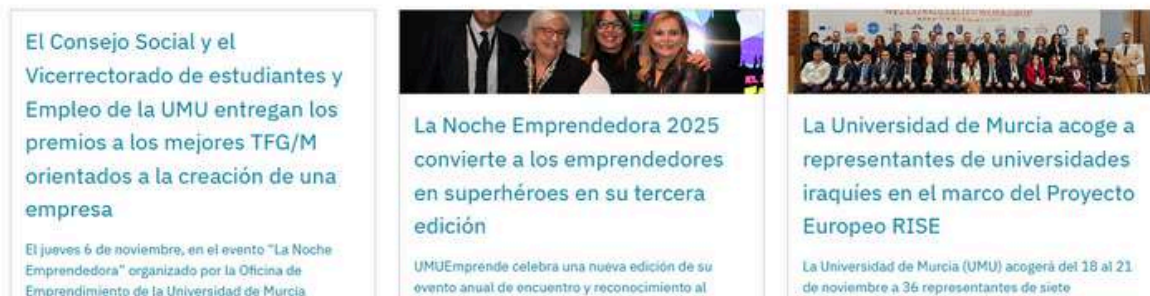 El Consejo Social y el
Vicerrectorado de estudiantes y
Empleo de la UMU entregan los
premios a los mejores TFG/M
orientados a la creación de una
empresa
El jueves 6 de noviembre, en el evento "La Noche
Emprendedora" organizado por la Oficina de
Emprendimiento de la Universidad de Murcia
La Noche Emprendedora 2025
convierte a los emprendedores
en superhéroes en su tercera
edición
UMUEmprende celebra una nueva edición de su
evento anual de encuentro y reconocimiento al
La Universidad de Murcia acoge a
representantes de universidades
iraquíes en el marco del Proyecto
Europeo RISE
La Universidad de Murcia (UMU) acogerá del 18 al 21
de noviembre a 36 representantes de siete